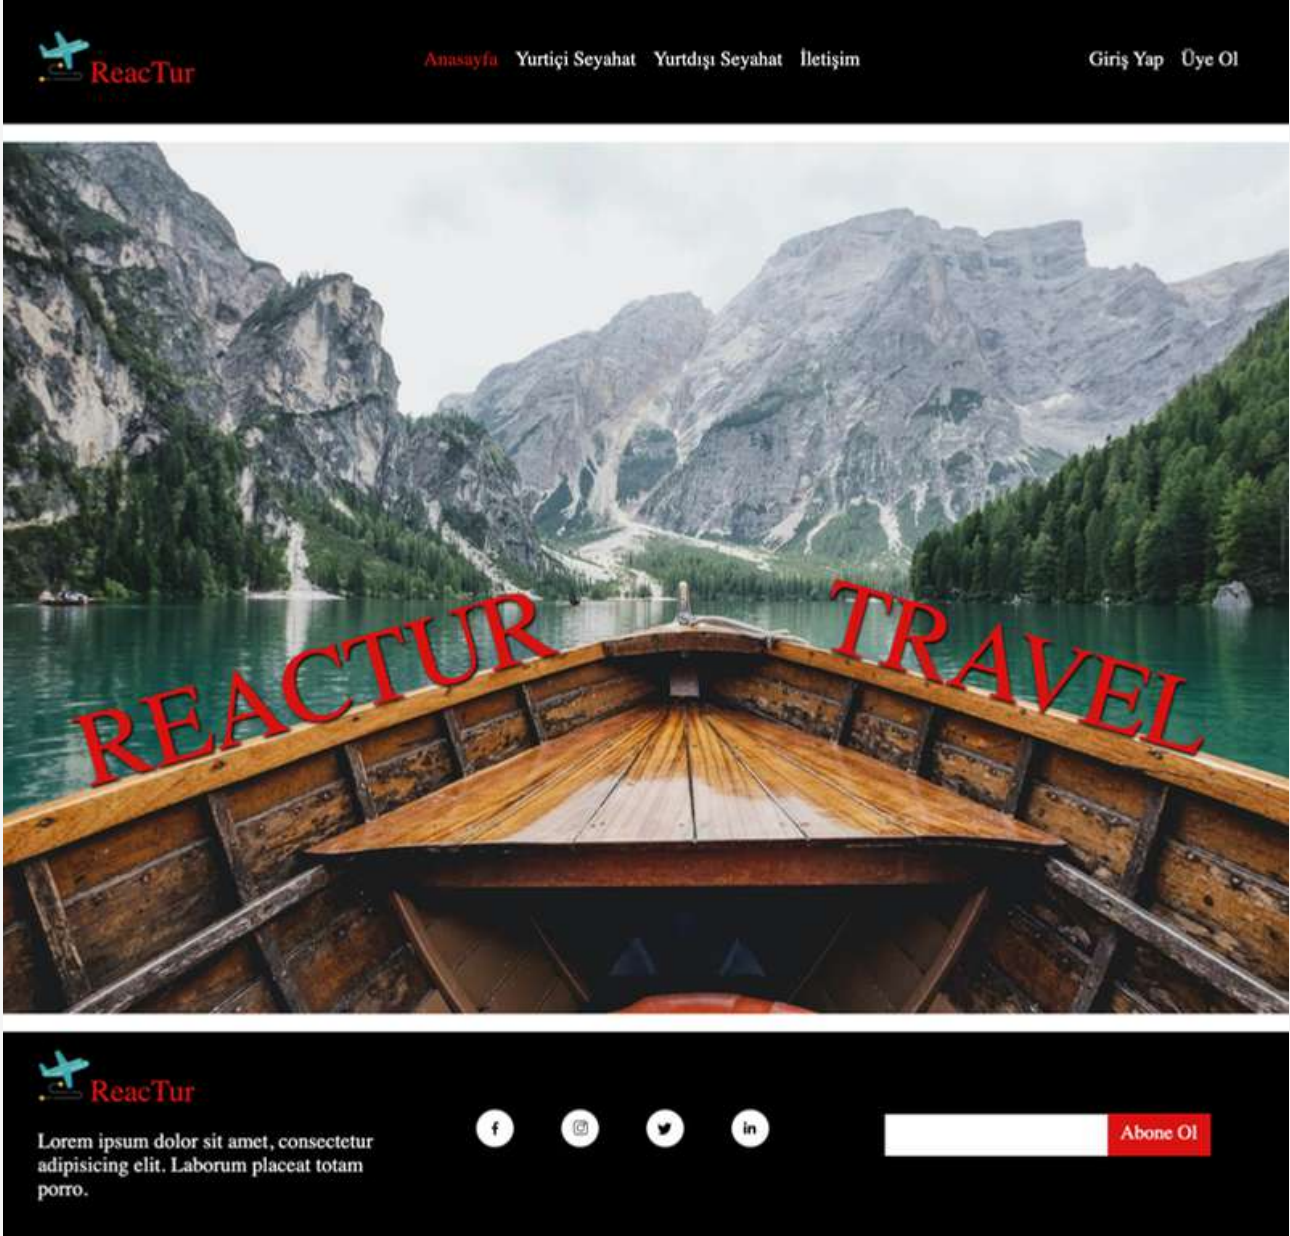 ReacTur
Anasayfa Yurtiçi Seyahat Yurtdışı Seyahat İletişim
Giriş Yap Üye Ol
REACTUR TRAVEL
ReacTur
Lorem ipsum dolor sit amet, consectetur
adipisicing elit. Laborum placeat totam
porro.
f
in
Abone Ol